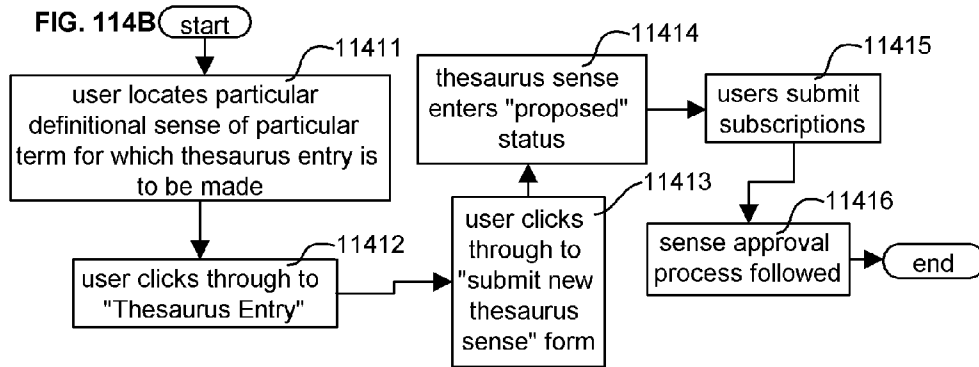 FIG. 114B
start
11411
user locates particular
definitional sense of particular
term for which thesaurus entry is
to be made
11412
user clicks through to
"Thesaurus Entry"
11413
user clicks
through to
"submit new
thesaurus
sense" form
11414
thesaurus sense
enters "proposed"
status
11415
users submit
subscriptions
11416
sense approval
process followed
end